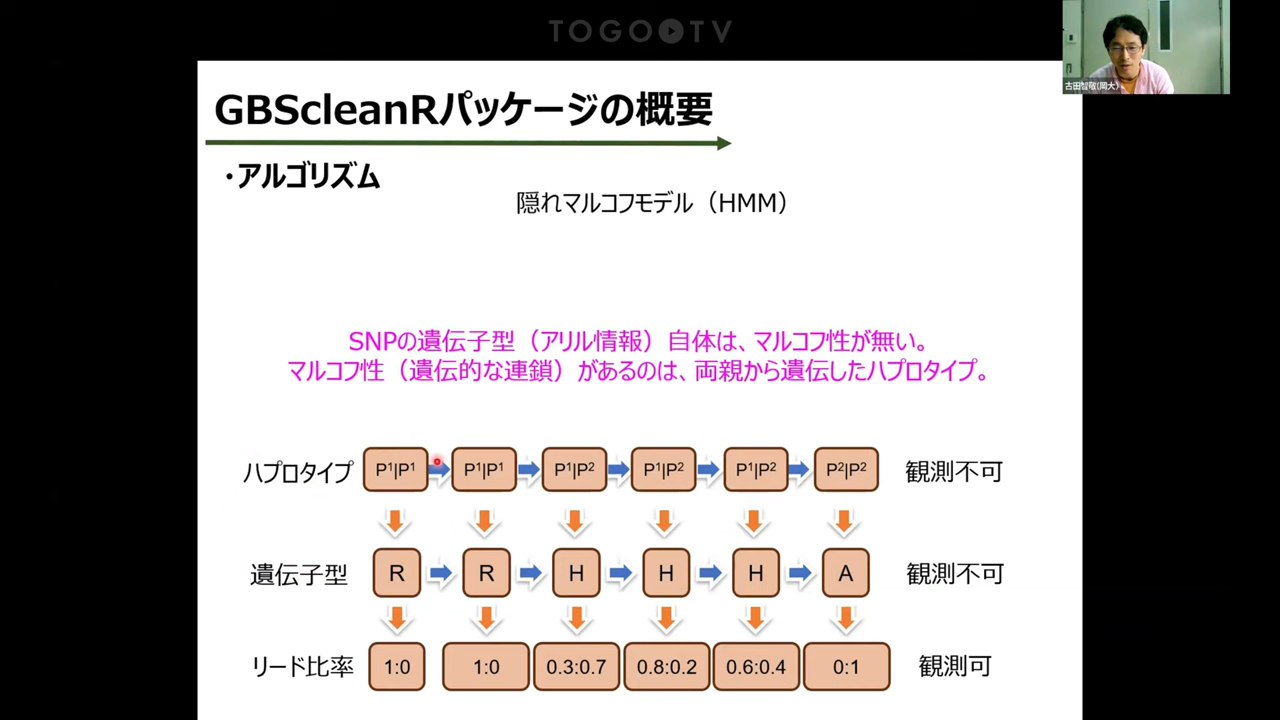 TOGO TV
古田智敬(岡大)
GBScleanRパッケージの概要
・アルゴリズム
隠れマルコフモデル（HMM）
SNPの遺伝子型（アリル情報）自体は、マルコフ性が無い。
マルコフ性（遺伝的な連鎖）があるのは、両親から遺伝したハプロタイプ。
ハプロタイプ P¹|P¹ P¹|P¹ P¹|P² P¹|P² P¹|P² P²|P² 観測不可
遺伝子型 R R H H H A 観測不可
リード比率 1:0 1:0 0.3:0.7 0.8:0.2 0.6:0.4 0:1 観測可